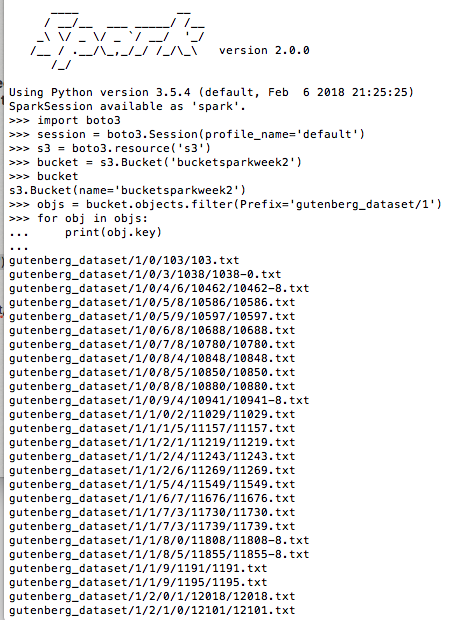 ____              __
     / __/__  ___ _____/ /__
    _\ \/ _ \/ _ `/ __/  '_/
   /__ / .__/\_,_/_/ /_/\_\   version 2.0.0
      /_/
Using Python version 3.5.4 (default, Feb  6 2018 21:25:25)
SparkSession available as 'spark'.
>>> import boto3
>>> session = boto3.Session(profile_name='default')
>>> s3 = boto3.resource('s3')
>>> bucket = s3.Bucket('bucketsparkweek2')
>>> bucket
s3.Bucket(name='bucketsparkweek2')
>>> objs = bucket.objects.filter(Prefix='gutenberg_dataset/1')
>>> for obj in objs:
...     print(obj.key)
...
gutenberg_dataset/1/0/103/103.txt
gutenberg_dataset/1/0/3/1038/1038-0.txt
gutenberg_dataset/1/0/4/6/10462/10462-8.txt
gutenberg_dataset/1/0/5/8/10586/10586.txt
gutenberg_dataset/1/0/5/9/10597/10597.txt
gutenberg_dataset/1/0/6/8/10688/10688.txt
gutenberg_dataset/1/0/7/8/10780/10780.txt
gutenberg_dataset/1/0/8/4/10848/10848.txt
gutenberg_dataset/1/0/8/5/10850/10850.txt
gutenberg_dataset/1/0/8/8/10880/10880.txt
gutenberg_dataset/1/0/9/4/10941/10941-8.txt
gutenberg_dataset/1/1/0/2/11029/11029.txt
gutenberg_dataset/1/1/1/5/11157/11157.txt
gutenberg_dataset/1/1/2/1/11219/11219.txt
gutenberg_dataset/1/1/2/4/11243/11243.txt
gutenberg_dataset/1/1/2/6/11269/11269.txt
gutenberg_dataset/1/1/5/4/11549/11549.txt
gutenberg_dataset/1/1/6/7/11676/11676.txt
gutenberg_dataset/1/1/7/3/11730/11730.txt
gutenberg_dataset/1/1/7/3/11739/11739.txt
gutenberg_dataset/1/1/8/0/11808/11808-8.txt
gutenberg_dataset/1/1/8/5/11855/11855-8.txt
gutenberg_dataset/1/1/9/1191/1191.txt
gutenberg_dataset/1/1/9/1195/1195.txt
gutenberg_dataset/1/2/0/1/12018/12018.txt
gutenberg_dataset/1/2/1/0/12101/12101.txt